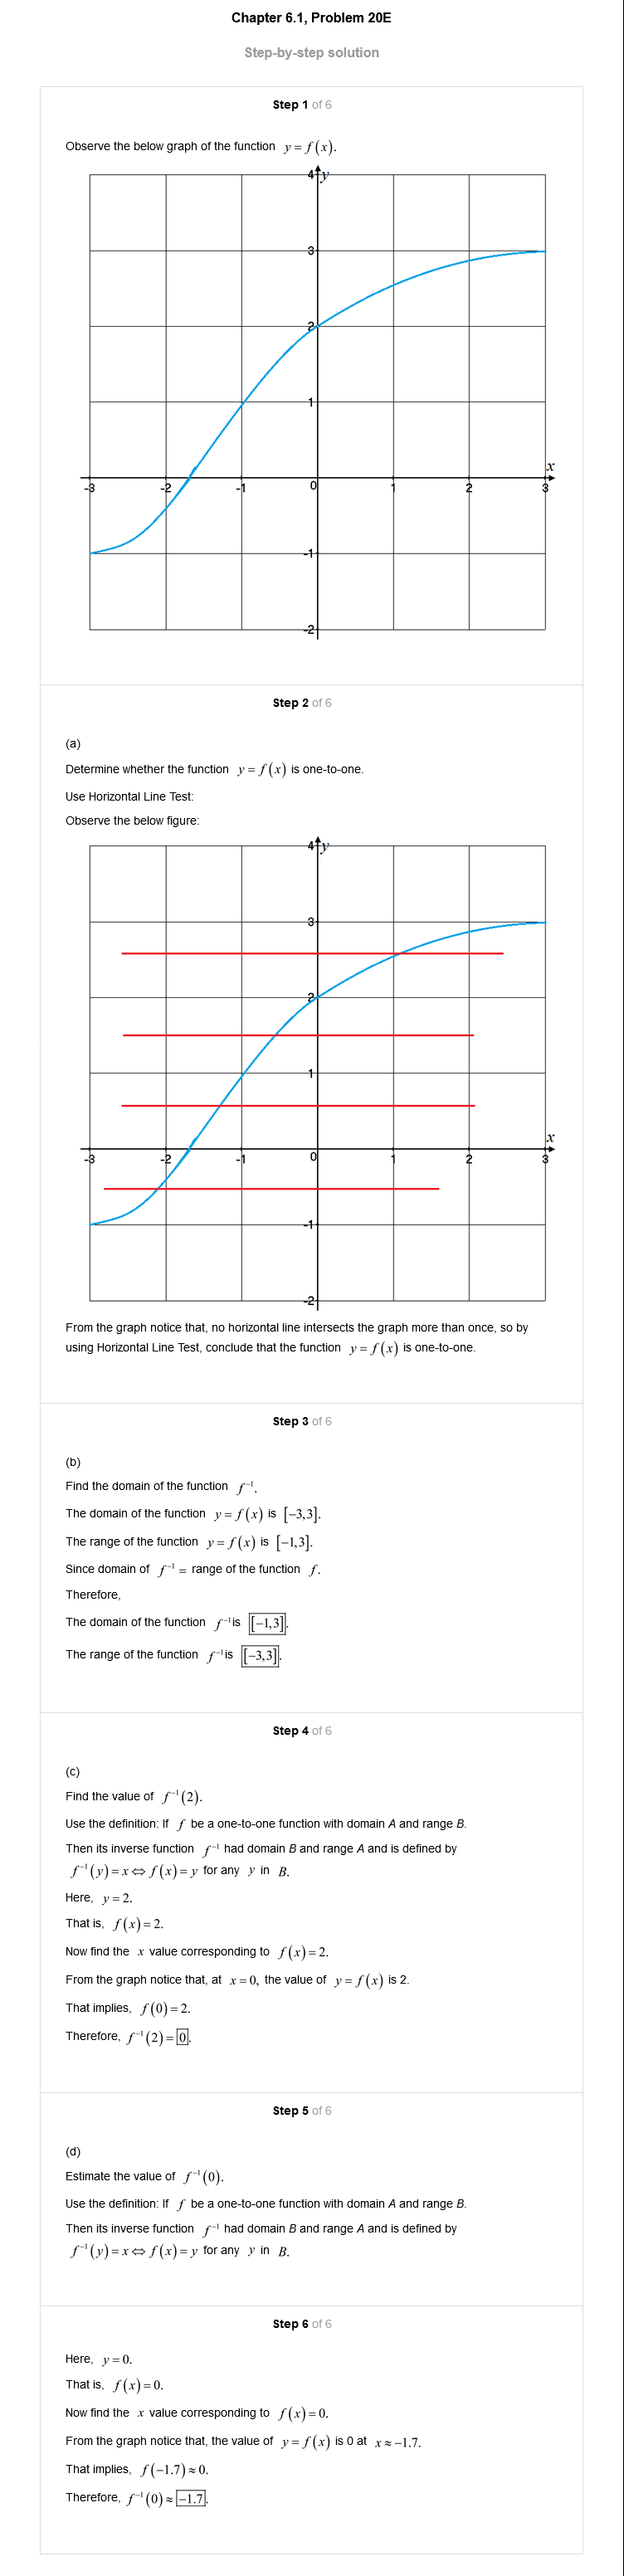 Chapter 6.1, Problem 20E
Step-by-step solution
Step 1 of 6
Observe the below graph of the function y = f(x).
4 y
3
2
1
x
-3 -2 -1 0 1 2 3
-1
-2
Step 2 of 6
(a)
Determine whether the function y = f(x) is one-to-one.
Use Horizontal Line Test:
Observe the below figure:
4 y
3
2
1
x
-3 -2 -1 0 1 2 3
-1
-2
From the graph notice that, no horizontal line intersects the graph more than once, so by
using Horizontal Line Test, conclude that the function y = f(x) is one-to-one.
Step 3 of 6
(b)
Find the domain of the function f⁻¹.
The domain of the function y = f(x) is [−3,3].
The range of the function y = f(x) is [−1,3].
Since domain of f⁻¹ = range of the function f.
Therefore,
The domain of the function f⁻¹ is [−1,3].
The range of the function f⁻¹ is [−3,3].
Step 4 of 6
(c)
Find the value of f⁻¹(2).
Use the definition: If f be a one-to-one function with domain A and range B.
Then its inverse function f⁻¹ had domain B and range A and is defined by
f⁻¹(y) = x ⇔ f(x) = y for any y in B.
Here, y = 2.
That is, f(x) = 2.
Now find the x value corresponding to f(x) = 2.
From the graph notice that, at x = 0, the value of y = f(x) is 2.
That implies, f(0) = 2.
Therefore, f⁻¹(2) = 0.
Step 5 of 6
(d)
Estimate the value of f⁻¹(0).
Use the definition: If f be a one-to-one function with domain A and range B.
Then its inverse function f⁻¹ had domain B and range A and is defined by
f⁻¹(y) = x ⇔ f(x) = y for any y in B.
Step 6 of 6
Here, y = 0.
That is, f(x) = 0.
Now find the x value corresponding to f(x) = 0.
From the graph notice that, the value of y = f(x) is 0 at x ≈ −1.7.
That implies, f(−1.7) ≈ 0.
Therefore, f⁻¹(0) ≈ −1.7.